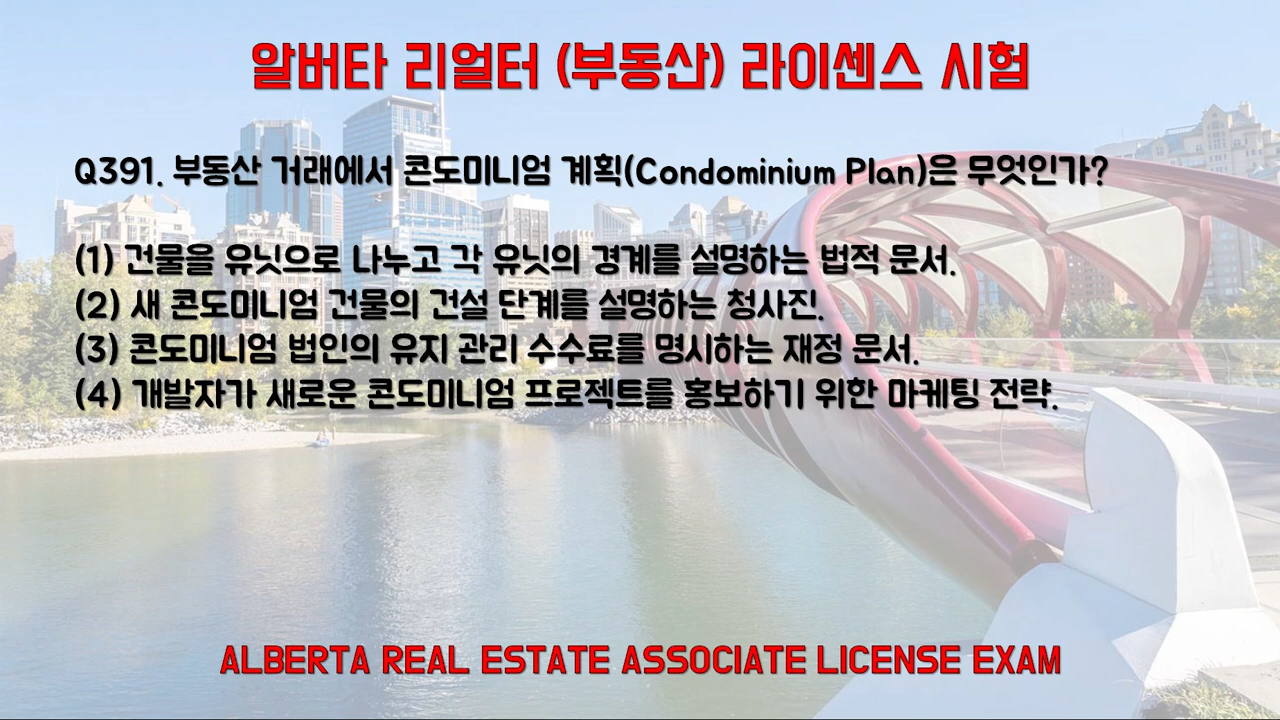 알버타 리얼터 (부동산) 라이센스 시험
Q391. 부동산 거래에서 콘도미니엄 계획(Condominium Plan)은 무엇인가?
(1) 건물을 유닛으로 나누고 각 유닛의 경계를 설명하는 법적 문서.
(2) 새 콘도미니엄 건물의 건설 단계를 설명하는 청사진.
(3) 콘도미니엄 법인의 유지 관리 수수료를 명시하는 재정 문서.
(4) 개발자가 새로운 콘도미니엄 프로젝트를 홍보하기 위한 마케팅 전략.
ALBERTA REAL ESTATE ASSOCIATE LICENSE EXAM